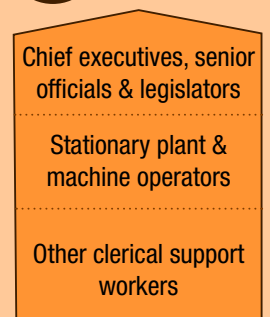 Chief executives, senior
officials & legislators
Stationary plant &
machine operators
Other clerical support
workers